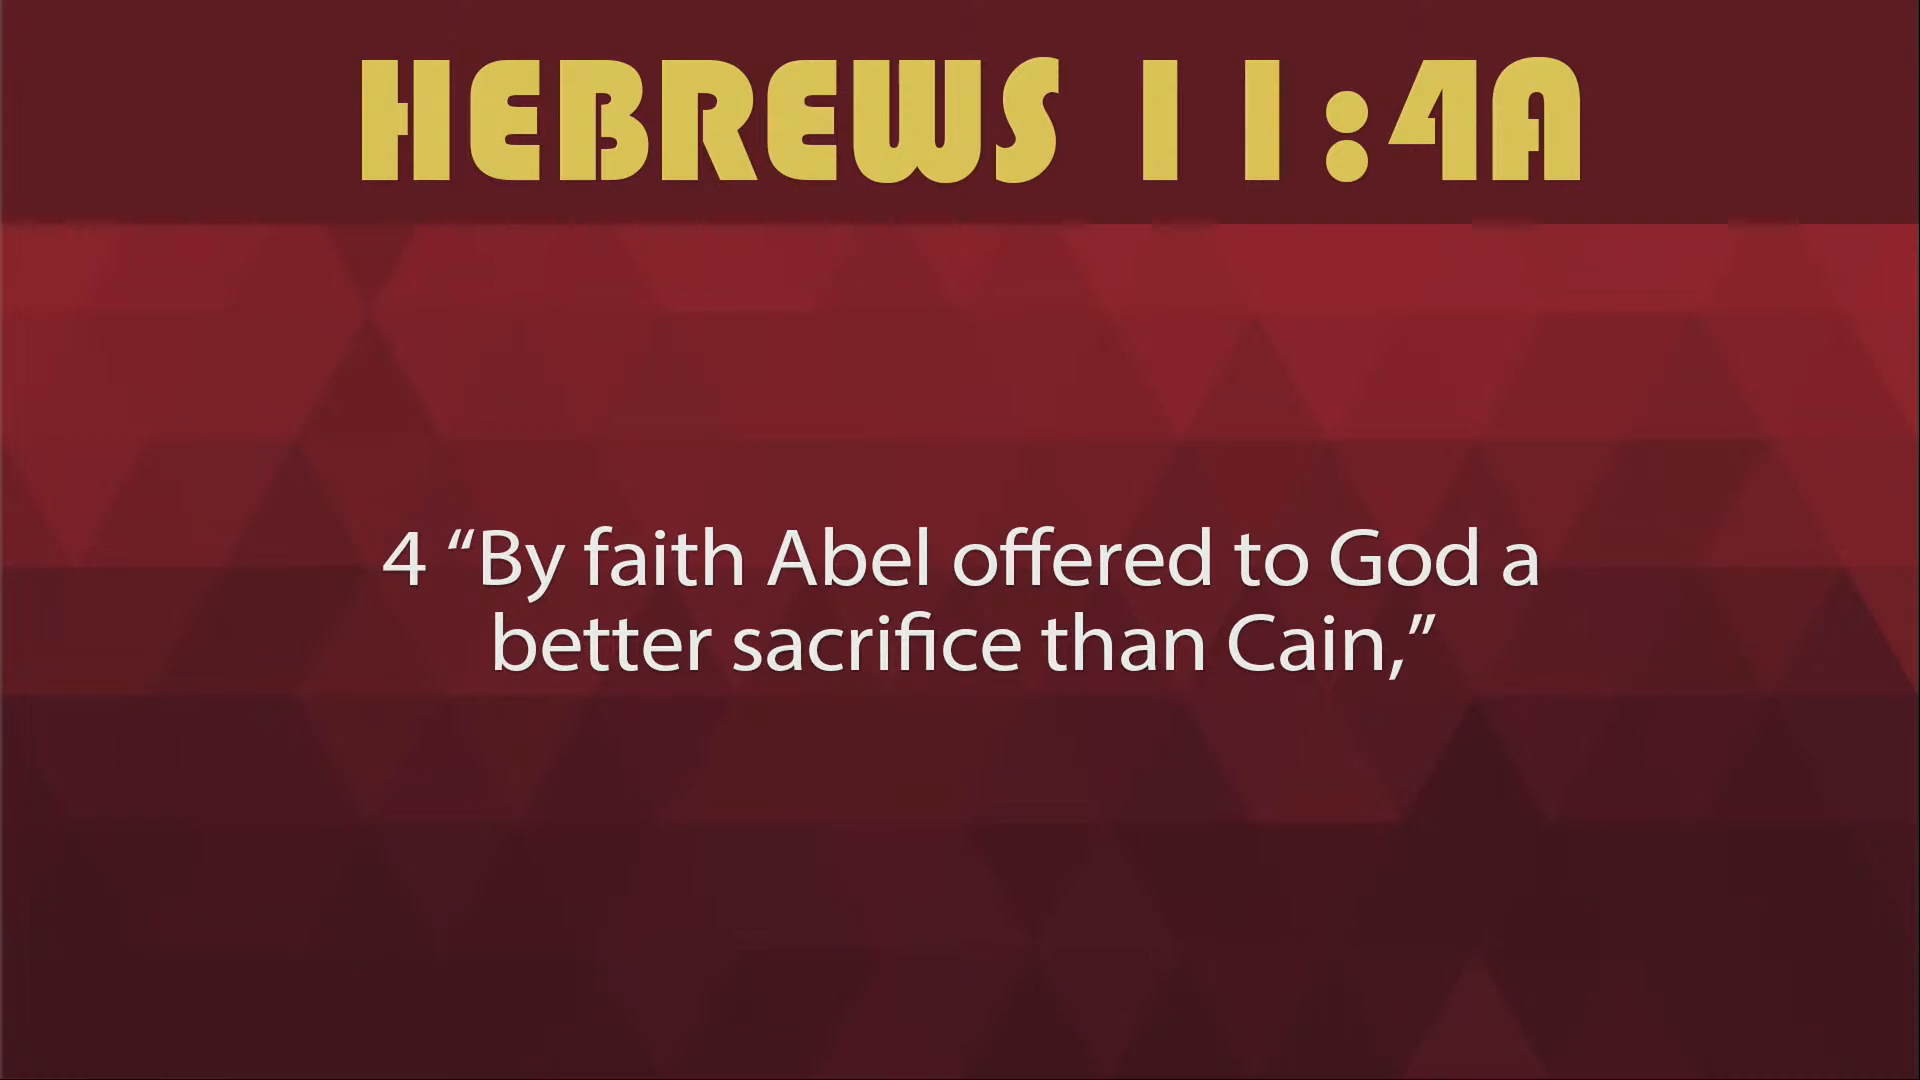 HEBREWS 11:4A
4 “By faith Abel offered to God a
better sacrifice than Cain,”